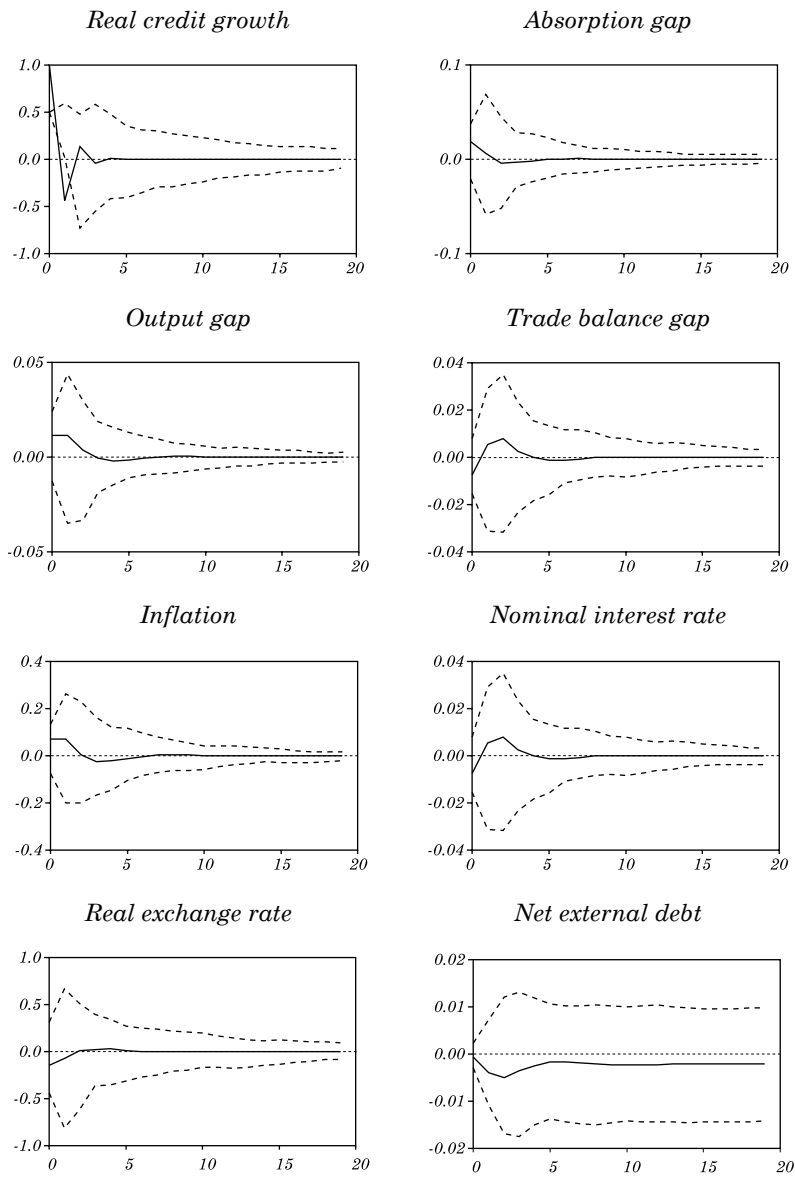 Real credit growth
1.0
0.5
0.0
-0.5
-1.0
0 5 10 15 20
Absorption gap
0.1
0.0
-0.1
0 5 10 15 20
Output gap
0.05
0.00
-0.05
0 5 10 15 20
Trade balance gap
0.04
0.02
0.00
-0.02
-0.04
0 5 10 15 20
Inflation
0.4
0.2
0.0
-0.2
-0.4
0 5 10 15 20
Nominal interest rate
0.04
0.02
0.00
-0.02
-0.04
0 5 10 15 20
Real exchange rate
1.0
0.5
0.0
-0.5
-1.0
0 5 10 15 20
Net external debt
0.02
0.01
0.00
-0.01
-0.02
0 5 10 15 20